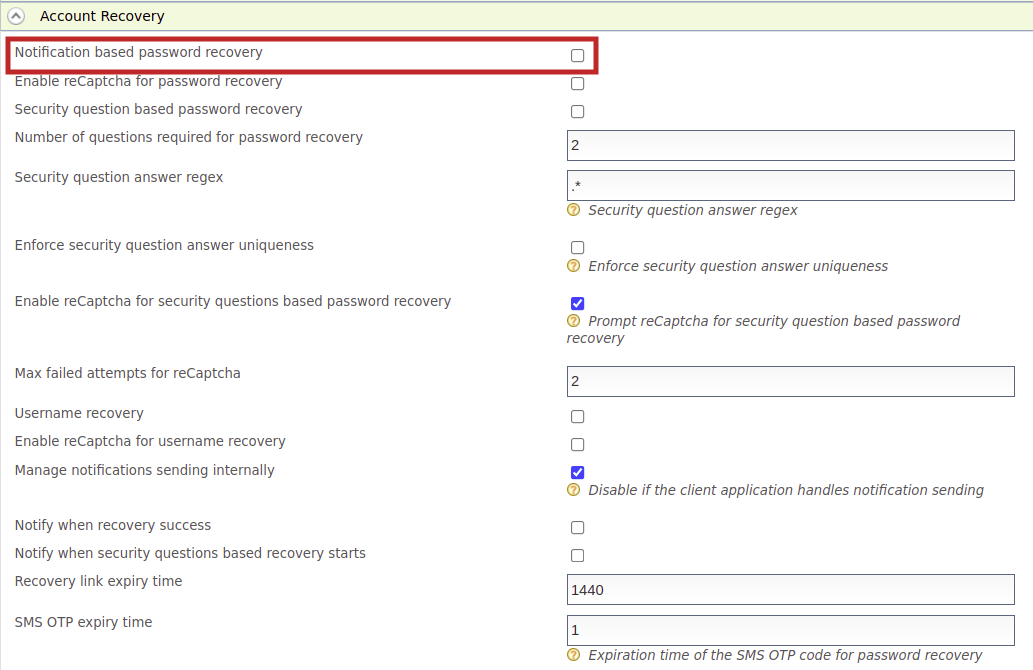 Account Recovery
Notification based password recovery
Enable reCaptcha for password recovery
Security question based password recovery
Number of questions required for password recovery
2
Security question answer regex
.*
? Security question answer regex
Enforce security question answer uniqueness
? Enforce security question answer uniqueness
Enable reCaptcha for security questions based password recovery
? Prompt reCaptcha for security question based password
recovery
Max failed attempts for reCaptcha
2
Username recovery
Enable reCaptcha for username recovery
Manage notifications sending internally
? Disable if the client application handles notification sending
Notify when recovery success
Notify when security questions based recovery starts
Recovery link expiry time
1440
SMS OTP expiry time
1
? Expiration time of the SMS OTP code for password recovery